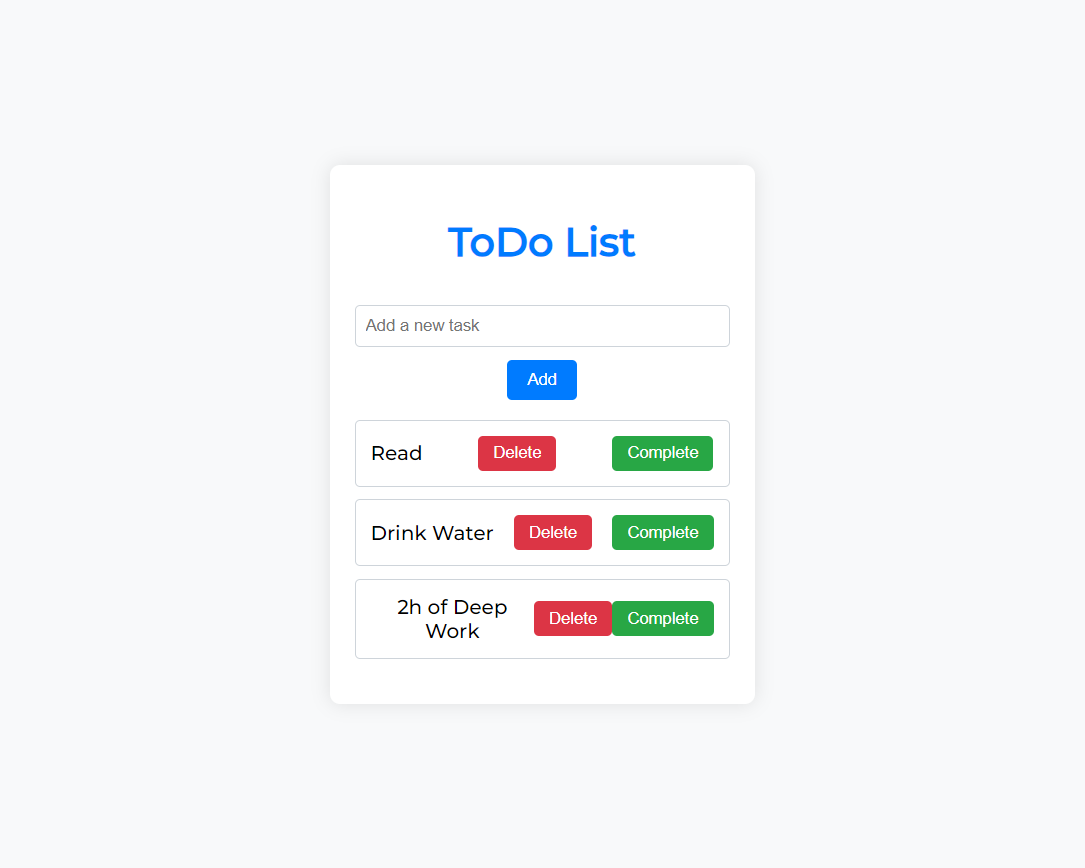 ToDo List
Add a new task
Add
Read Delete Complete
Drink Water Delete Complete
2h of Deep
Work
Delete Complete